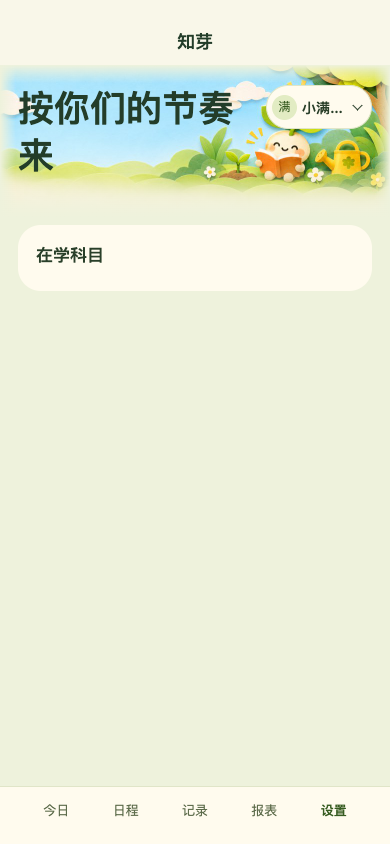 知芽
按你们的节奏
来
满 小满...
在学科目
今日 日程 记录 报表 设置